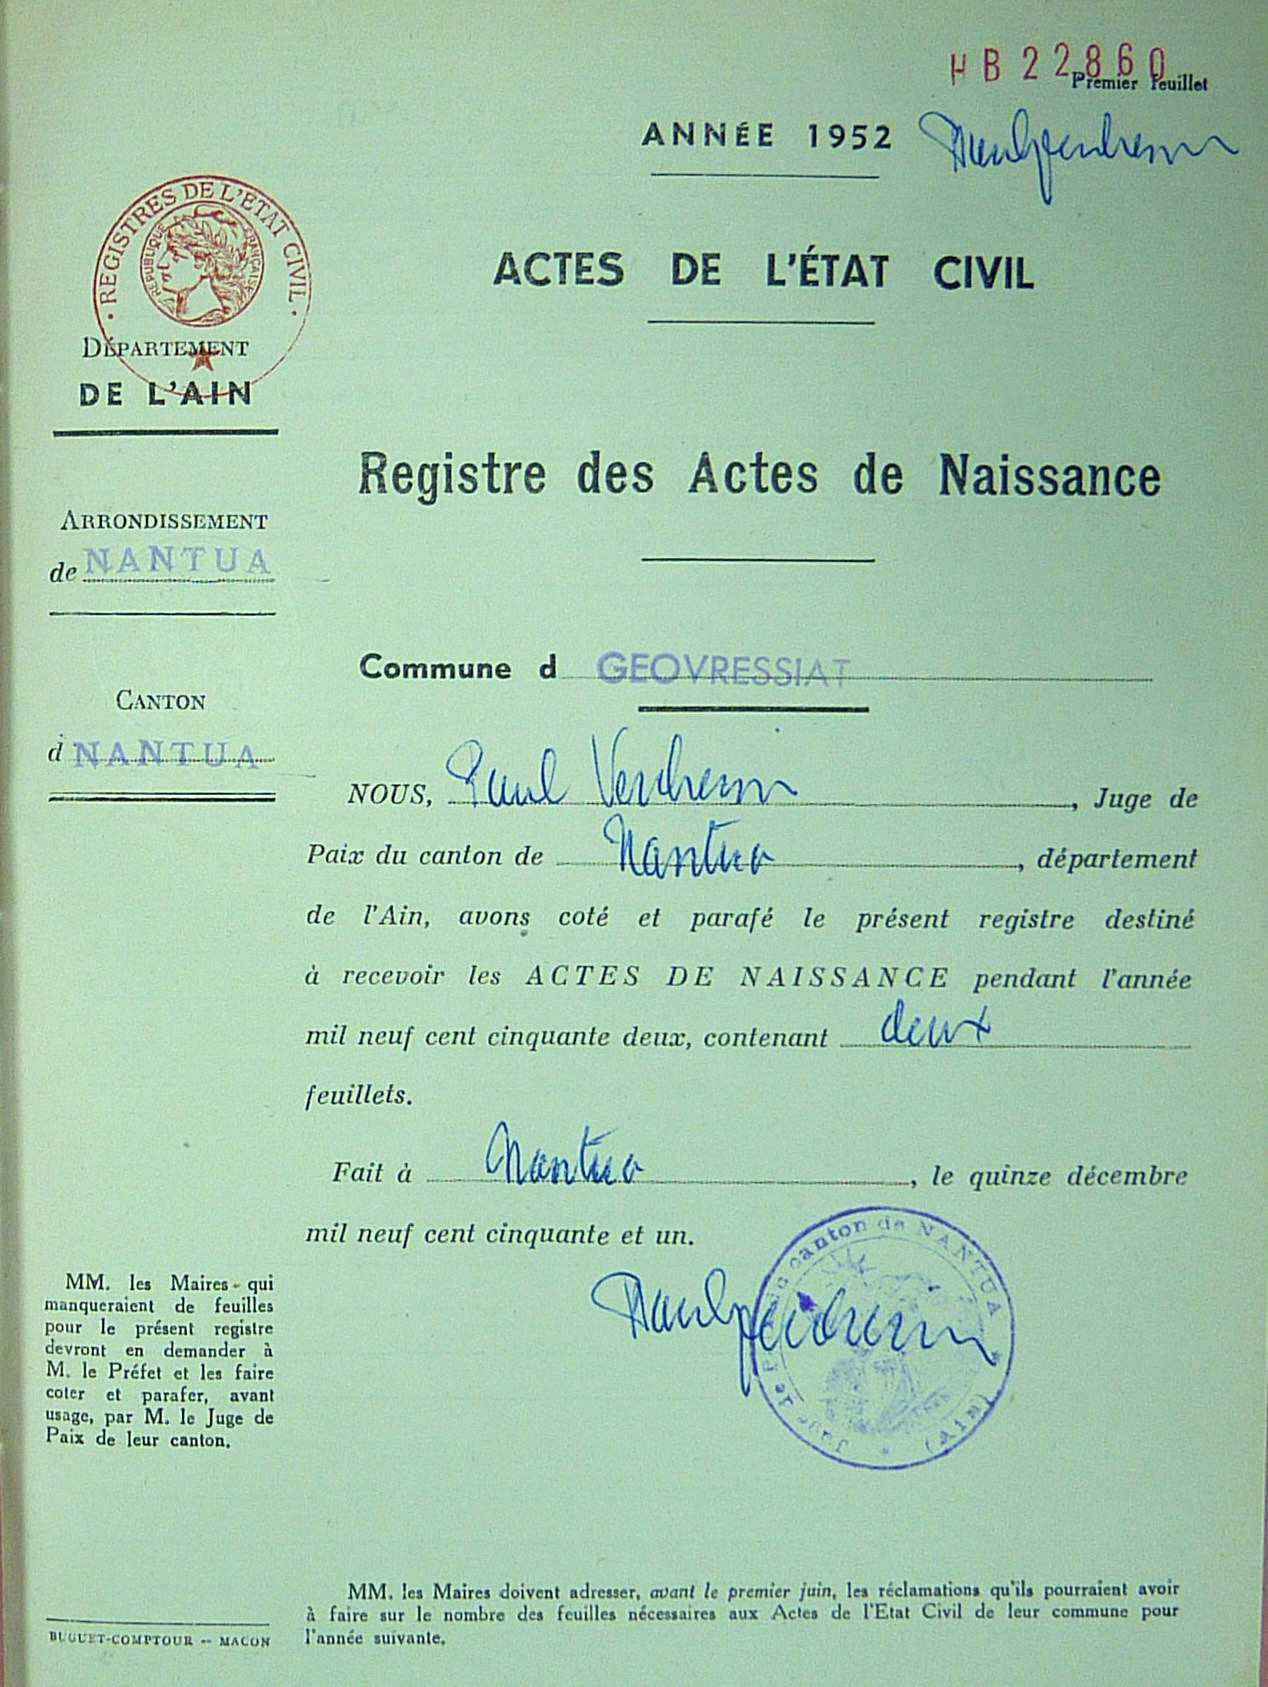 HB 22860
Premier feuillet
ANNÉE 1952
ACTES DE L'ÉTAT CIVIL
· REGISTRES DE L'ETAT CIVIL ·
REPUBLIQUE FRANÇAISE
DÉPARTEMENT
DE L'AIN
Registre des Actes de Naissance
ARRONDISSEMENT
de NANTUA
Commune d GEOVRESSIAT
CANTON
d NANTUA
NOUS, Paul, Juge de
Paix du canton de Nantua, département
de l'Ain, avons coté et parafé le présent registre destiné
à recevoir les ACTES DE NAISSANCE pendant l'année
mil neuf cent cinquante deux, contenant deux
feuillets.
Fait à Nantua, le quinze décembre
mil neuf cent cinquante et un.
Juge de Paix du canton de NANTUA
(Ain)
MM. les Maires qui
manqueraient de feuilles
pour le présent registre
devront en demander à
M. le Préfet et les faire
coter et parafer, avant
usage, par M. le Juge de
Paix de leur canton.
MM. les Maires doivent adresser, avant le premier juin, les réclamations qu'ils pourraient avoir
à faire sur le nombre des feuilles nécessaires aux Actes de l'Etat Civil de leur commune pour
l'année suivante.
BUGUET-COMPTOUR -- MACON